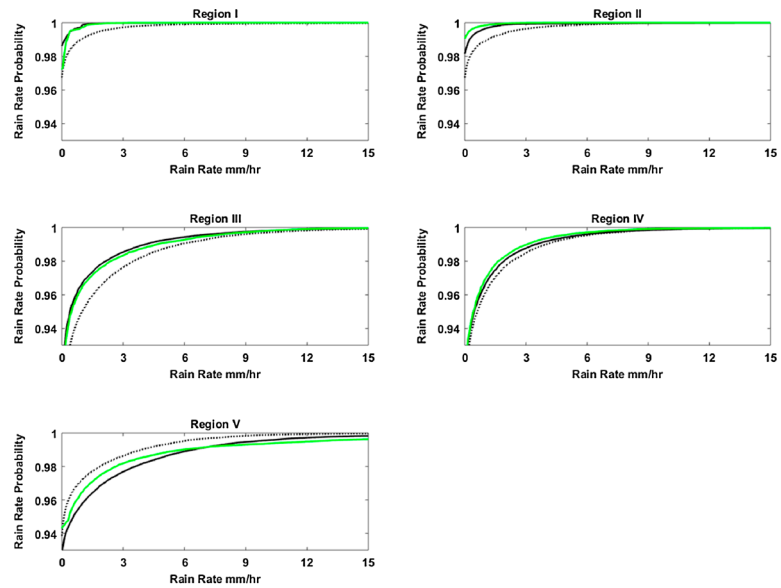 Region I
Rain Rate Probability
1
0.98
0.96
0.94
0 3 6 9 12 15
Rain Rate mm/hr
Region II
Rain Rate Probability
1
0.98
0.96
0.94
0 3 6 9 12 15
Rain Rate mm/hr
Region III
Rain Rate Probability
1
0.98
0.96
0.94
0 3 6 9 12 15
Rain Rate mm/hr
Region IV
Rain Rate Probability
1
0.98
0.96
0.94
0 3 6 9 12 15
Rain Rate mm/hr
Region V
Rain Rate Probability
1
0.98
0.96
0.94
0 3 6 9 12 15
Rain Rate mm/hr